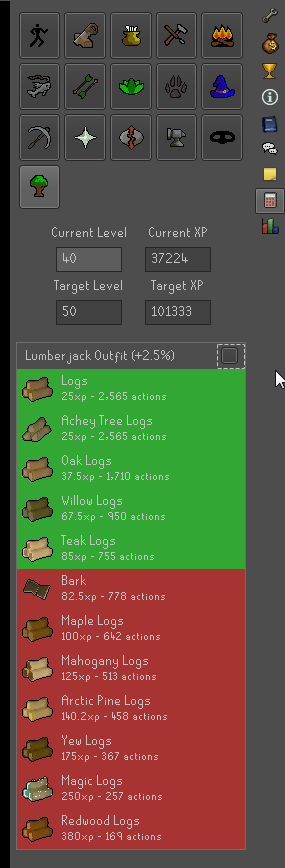 Current Level Current XP
40 37224
Target Level Target XP
50 101333
Lumberjack Outfit (+2.5%)
Logs
25xp - 2,565 actions
Achey Tree Logs
25xp - 2,565 actions
Oak Logs
37.5xp - 1,710 actions
Willow Logs
67.5xp - 950 actions
Teak Logs
85xp - 755 actions
Bark
82.5xp - 778 actions
Maple Logs
100xp - 642 actions
Mahogany Logs
125xp - 513 actions
Arctic Pine Logs
140.2xp - 458 actions
Yew Logs
175xp - 367 actions
Magic Logs
250xp - 257 actions
Redwood Logs
380xp - 169 actions